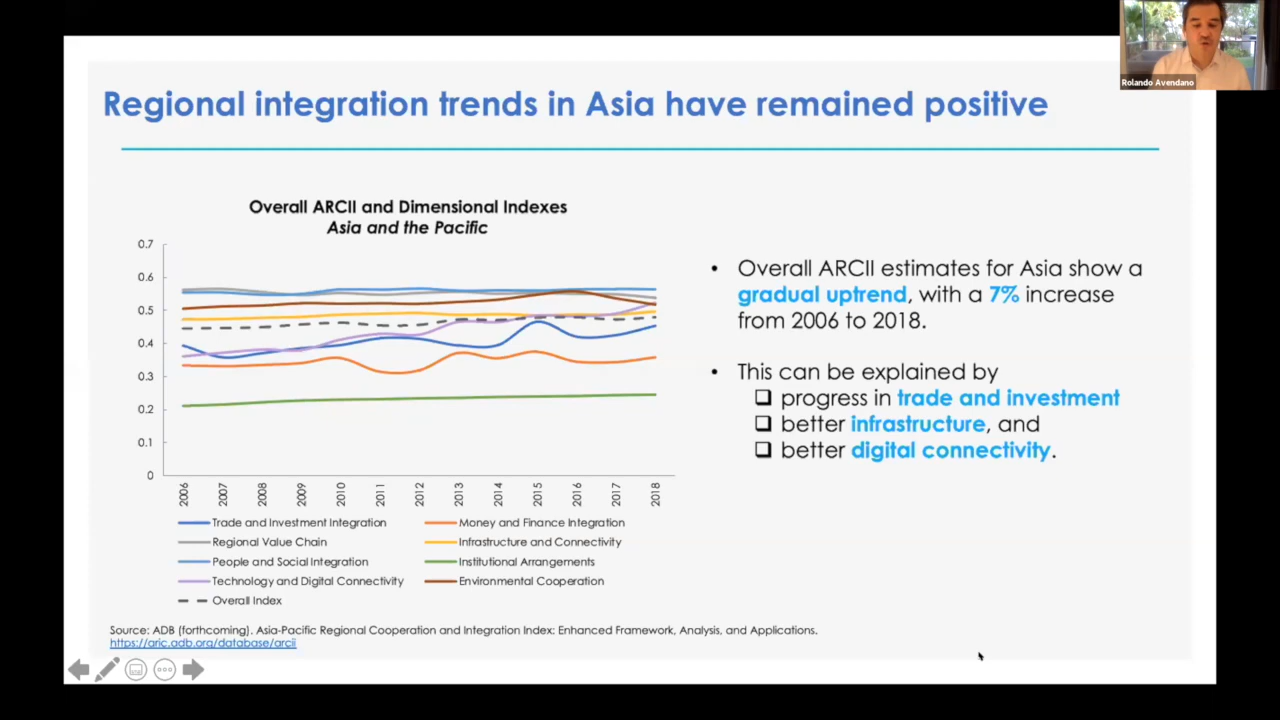 Rolando Avendano
Regional integration trends in Asia have remained positive
Overall ARCII and Dimensional Indexes
Asia and the Pacific
0.7
0.6
0.5
0.4
0.3
0.2
0.1
0
2006 2007 2008 2009 2010 2011 2012 2013 2014 2015 2016 2017 2018
Trade and Investment Integration Money and Finance Integration
Regional Value Chain Infrastructure and Connectivity
People and Social Integration Institutional Arrangements
Technology and Digital Connectivity Environmental Cooperation
Overall Index
• Overall ARCII estimates for Asia show a
gradual uptrend, with a 7% increase
from 2006 to 2018.
• This can be explained by
❑ progress in trade and investment
❑ better infrastructure, and
❑ better digital connectivity.
Source: ADB (forthcoming). Asia-Pacific Regional Cooperation and Integration Index: Enhanced Framework, Analysis, and Applications.
https://aric.adb.org/database/arcii